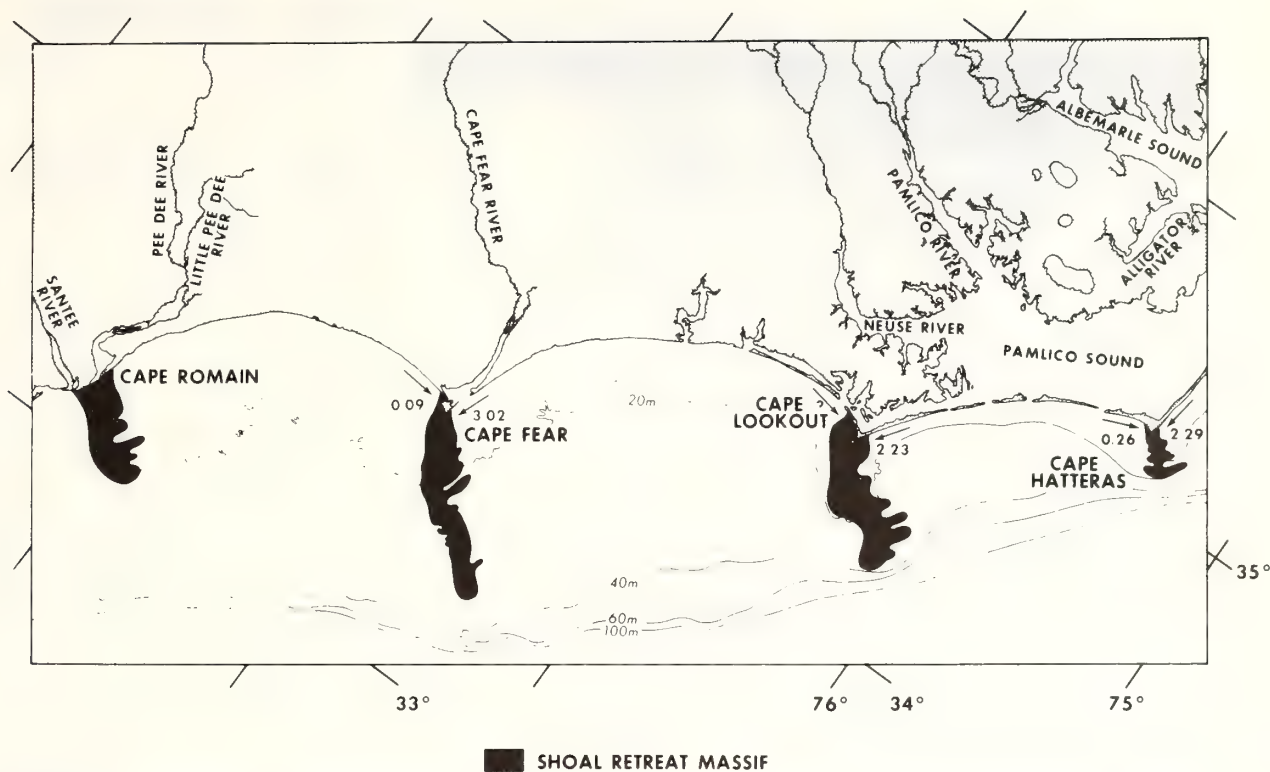 ALBEMARLE SOUND
CAPE FEAR RIVER
PEE DEE RIVER
LITTLE PEE DEE
RIVER
PAMLICO RIVER
ALLIGATOR
RIVER
SANTEE
RIVER
NEUSE RIVER
PAMLICO SOUND
CAPE ROMAIN
0 09
3 02
CAPE FEAR
20m
CAPE
LOOKOUT
?
2 23
0.26
2 29
CAPE
HATTERAS
40m
60m
100m
35°
33°
76° 34°
75°
SHOAL RETREAT MASSIF